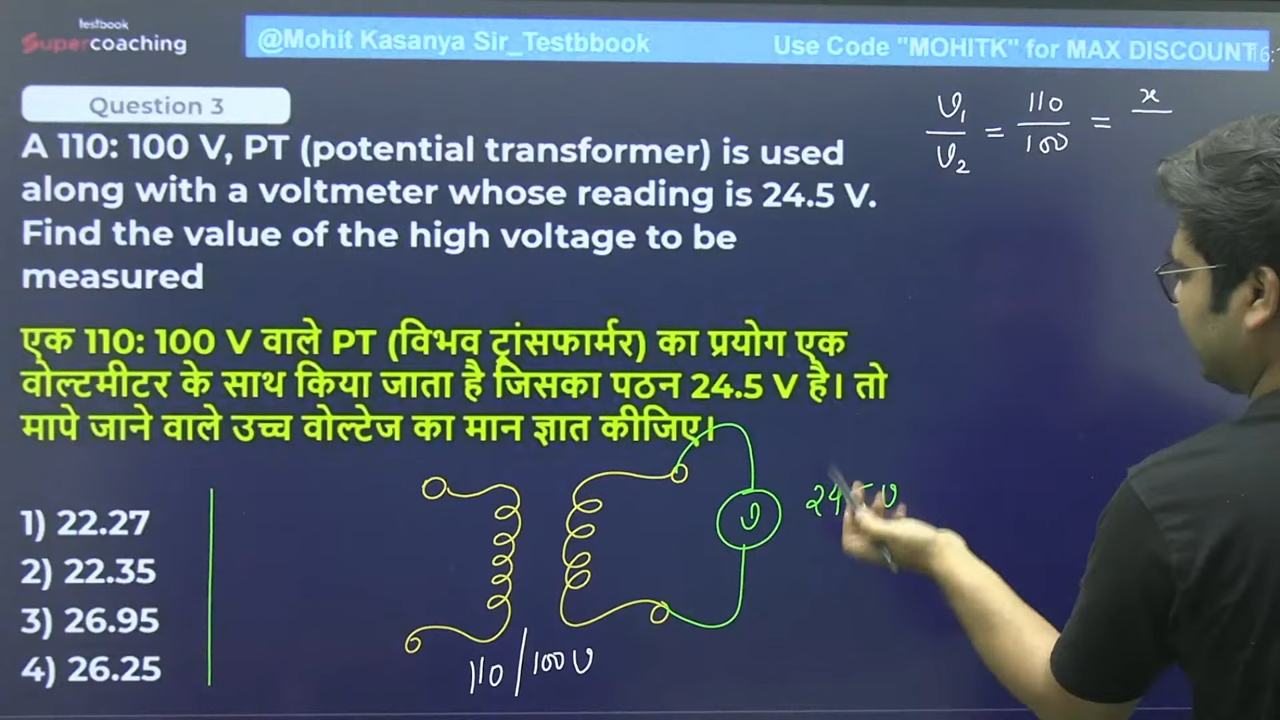 testbook
Supercoaching
@Mohit Kasanya Sir_Testbbook
Use Code "MOHITK" for MAX DISCOUNT
Question 3
A 110: 100 V, PT (potential transformer) is used
along with a voltmeter whose reading is 24.5 V.
Find the value of the high voltage to be
measured
एक 110: 100 V वाले PT (विभव ट्रांसफार्मर) का प्रयोग एक
वोल्टमीटर के साथ किया जाता है जिसका पठन 24.5 V है। तो
मापे जाने वाले उच्च वोल्टेज का मान ज्ञात कीजिए।
1) 22.27
2) 22.35
3) 26.95
4) 26.25
V1/V2 = 110/100 = x
V
110/100V